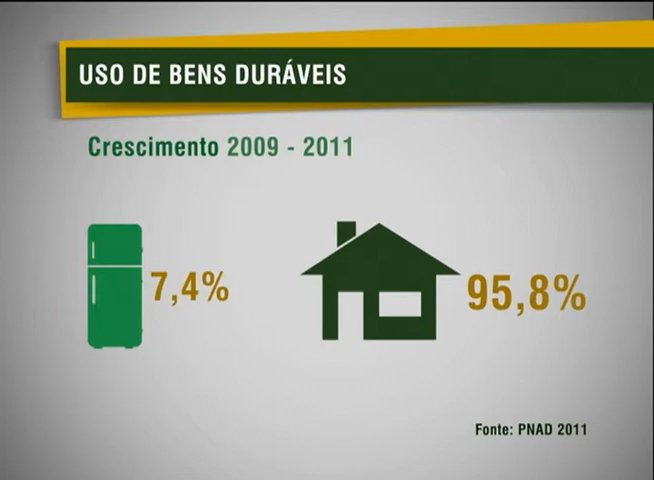 USO DE BENS DURÁVEIS
Crescimento 2009 - 2011
7,4%
95,8%
Fonte: PNAD 2011